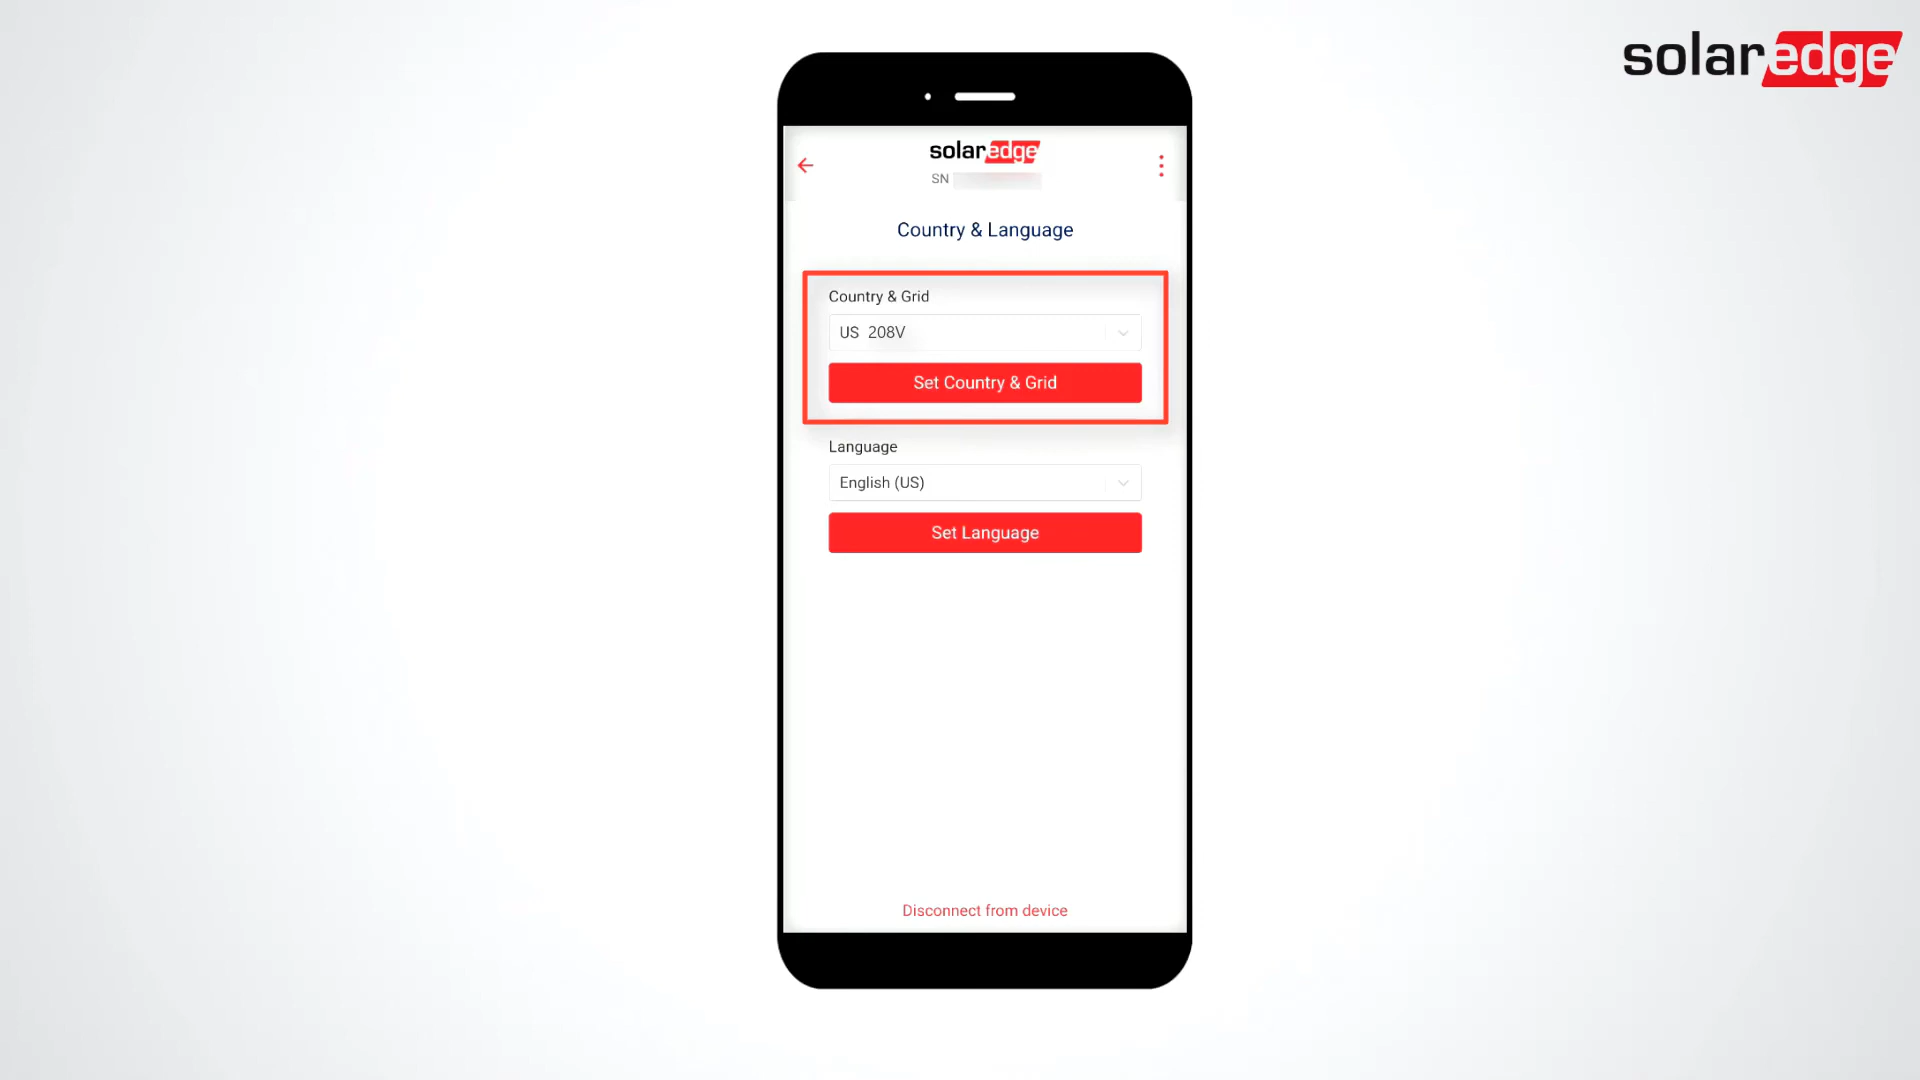 solaredge
solaredge
SN
Country & Language
Country & Grid
US 208V
Set Country & Grid
Language
English (US)
Set Language
Disconnect from device